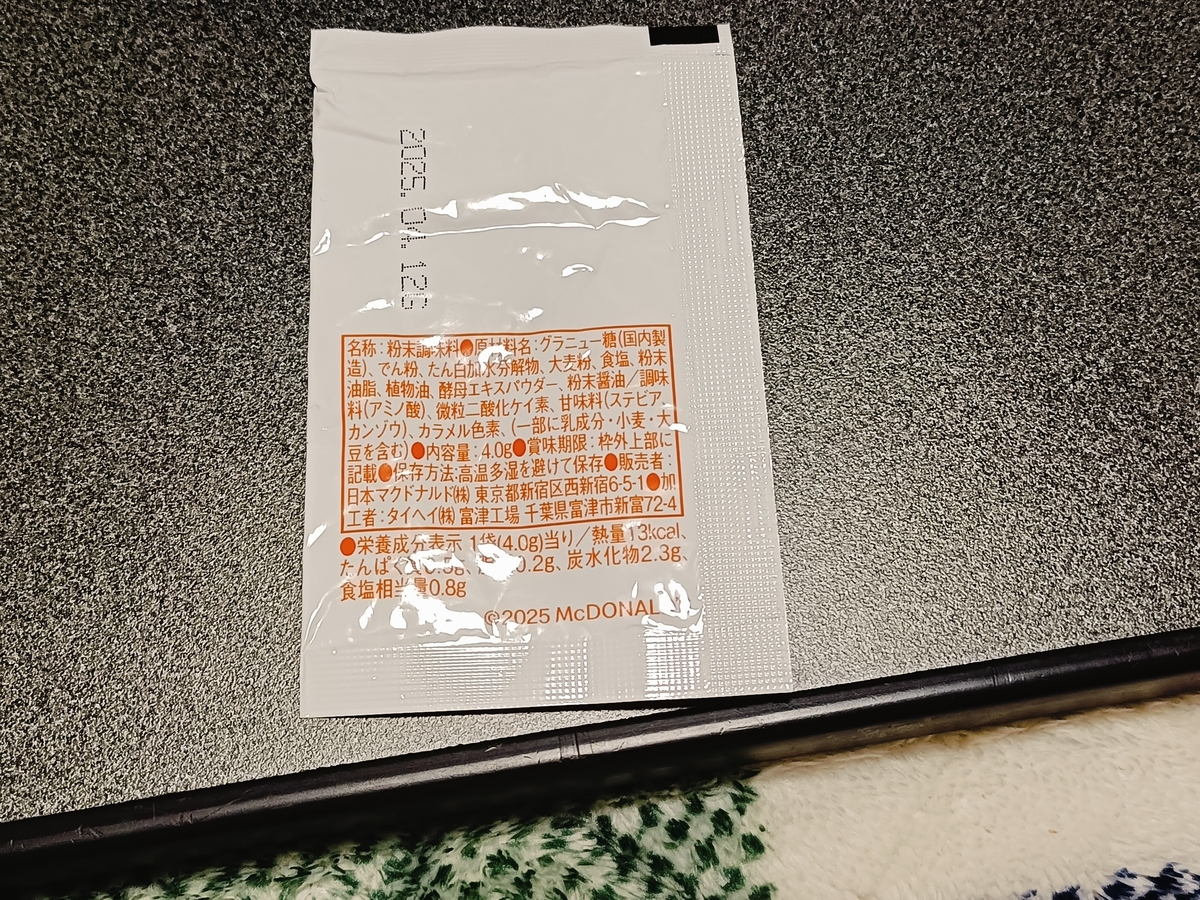 2025.04.12G
名称:粉末調味料●原材料名:グラニュー糖(国内製
造)、でん粉、たん白加水分解物、大麦粉、食塩、粉末
油脂、植物油、酵母エキスパウダー、粉末醤油/調味
料(アミノ酸)、微粒二酸化ケイ素、甘味料(ステビア、
カンゾウ)、カラメル色素、(一部に乳成分・小麦・大
豆を含む)●内容量:4.0g●賞味期限:枠外上部に
記載●保存方法:高温多湿を避けて保存●販売者:
日本マクドナルド㈱ 東京都新宿区西新宿6-5-1●加
工者:タイヘイ㈱ 富津工場 千葉県富津市新富72-4
●栄養成分表示 1袋(4.0g)当り/熱量13kcal、
たんぱく 0.2g、炭水化物2.3g、
食塩相当量0.8g
©2025 McDONAL